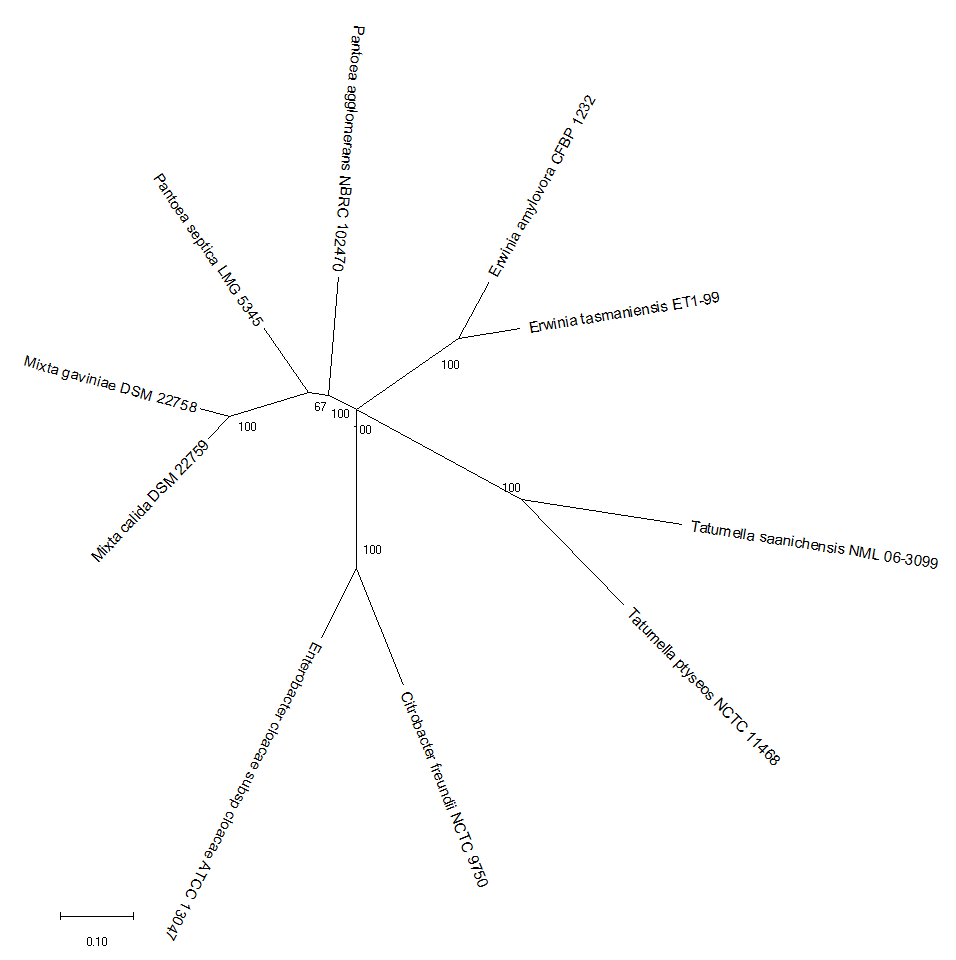 Pantoea agglomerans NBRC 102470
Erwinia amylovora CFBP 1232
Pantoea septica LMG 5345
Erwinia tasmaniensis ET1-99
Mixta gaviniae DSM 22758
100
67
100
100
100
Mixta calida DSM 22759
100
Tatumella saanichensis NML 06-3099
100
Tatumella ptyseos NCTC 11468
Enterobacter cloacae subsp cloacae ATCC 13047
Citrobacter freundii NCTC 9750
0.10